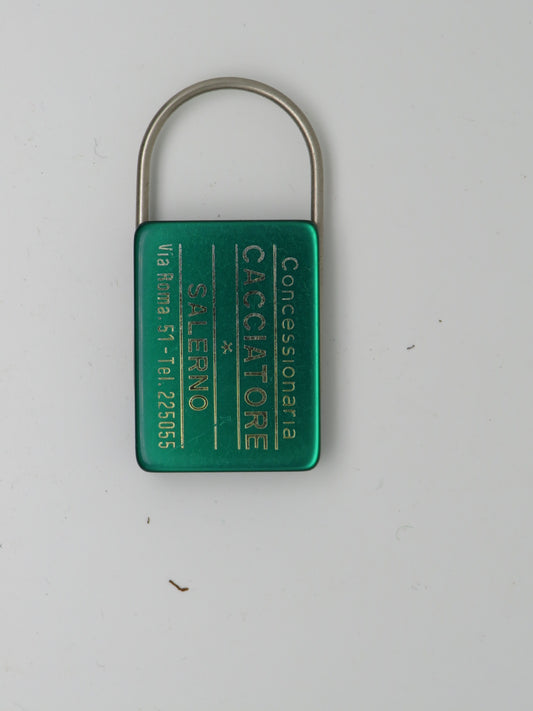 Concessionaria
CACCIATORE
*
SALERNO
Via Roma, 51 - Tel. 225055